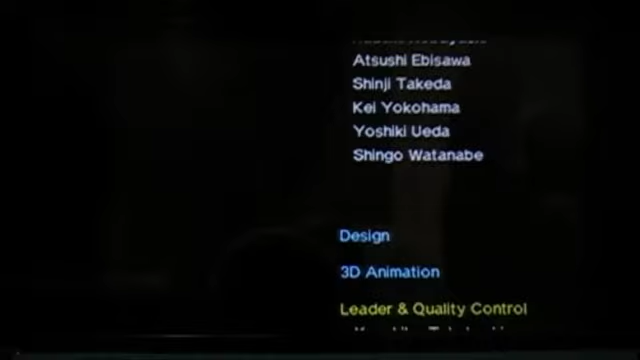 Atsushi Ebisawa
Shinji Takeda
Kei Yokohama
Yoshiki Ueda
Shingo Watanabe
Design
3D Animation
Leader & Quality Control